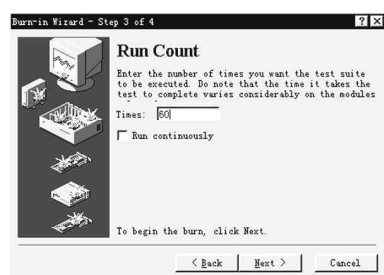 Burn-in Wizard - Step 3 of 4
Run Count
Enter the number of times you want the test suite
to be executed. Do note that the time it takes the
test to complete varies considerably on the modules
Times: 60
Run continuously
To begin the burn, click Next.
< Back Next > Cancel